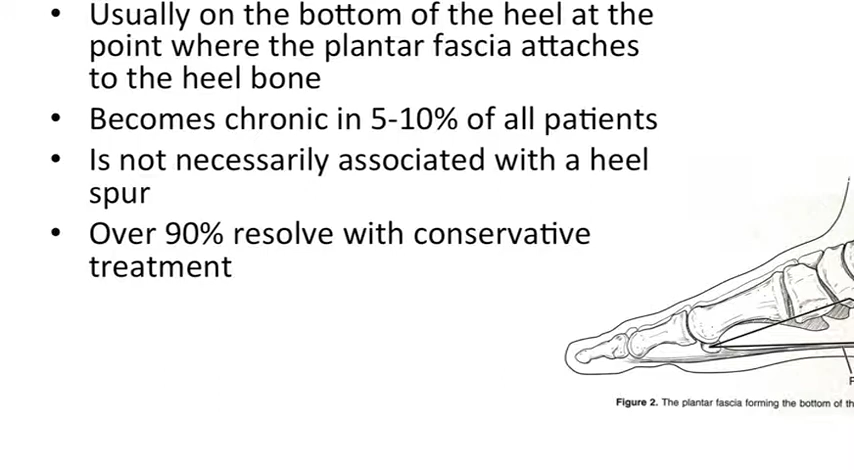 • Usually on the bottom of the heel at the
point where the plantar fascia attaches
to the heel bone
• Becomes chronic in 5-10% of all patients
• Is not necessarily associated with a heel
spur
• Over 90% resolve with conservative
treatment
Figure 2. The plantar fascia forming the bottom of